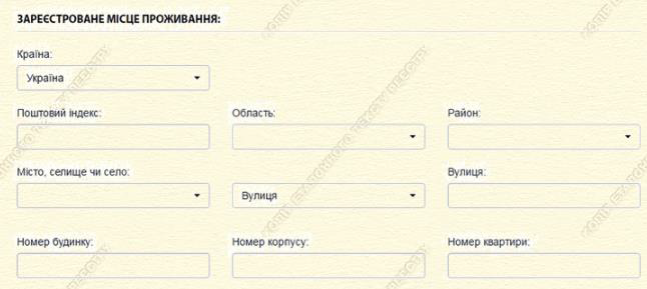 ЗАРЕЄСТРОВАНЕ МІСЦЕ ПРОЖИВАННЯ:
Країна:
Україна
Поштовий індекс: Область: Район:
Місто, селище чи село: Вулиця:
Вулиця
Номер будинку: Номер корпусу: Номер квартири: